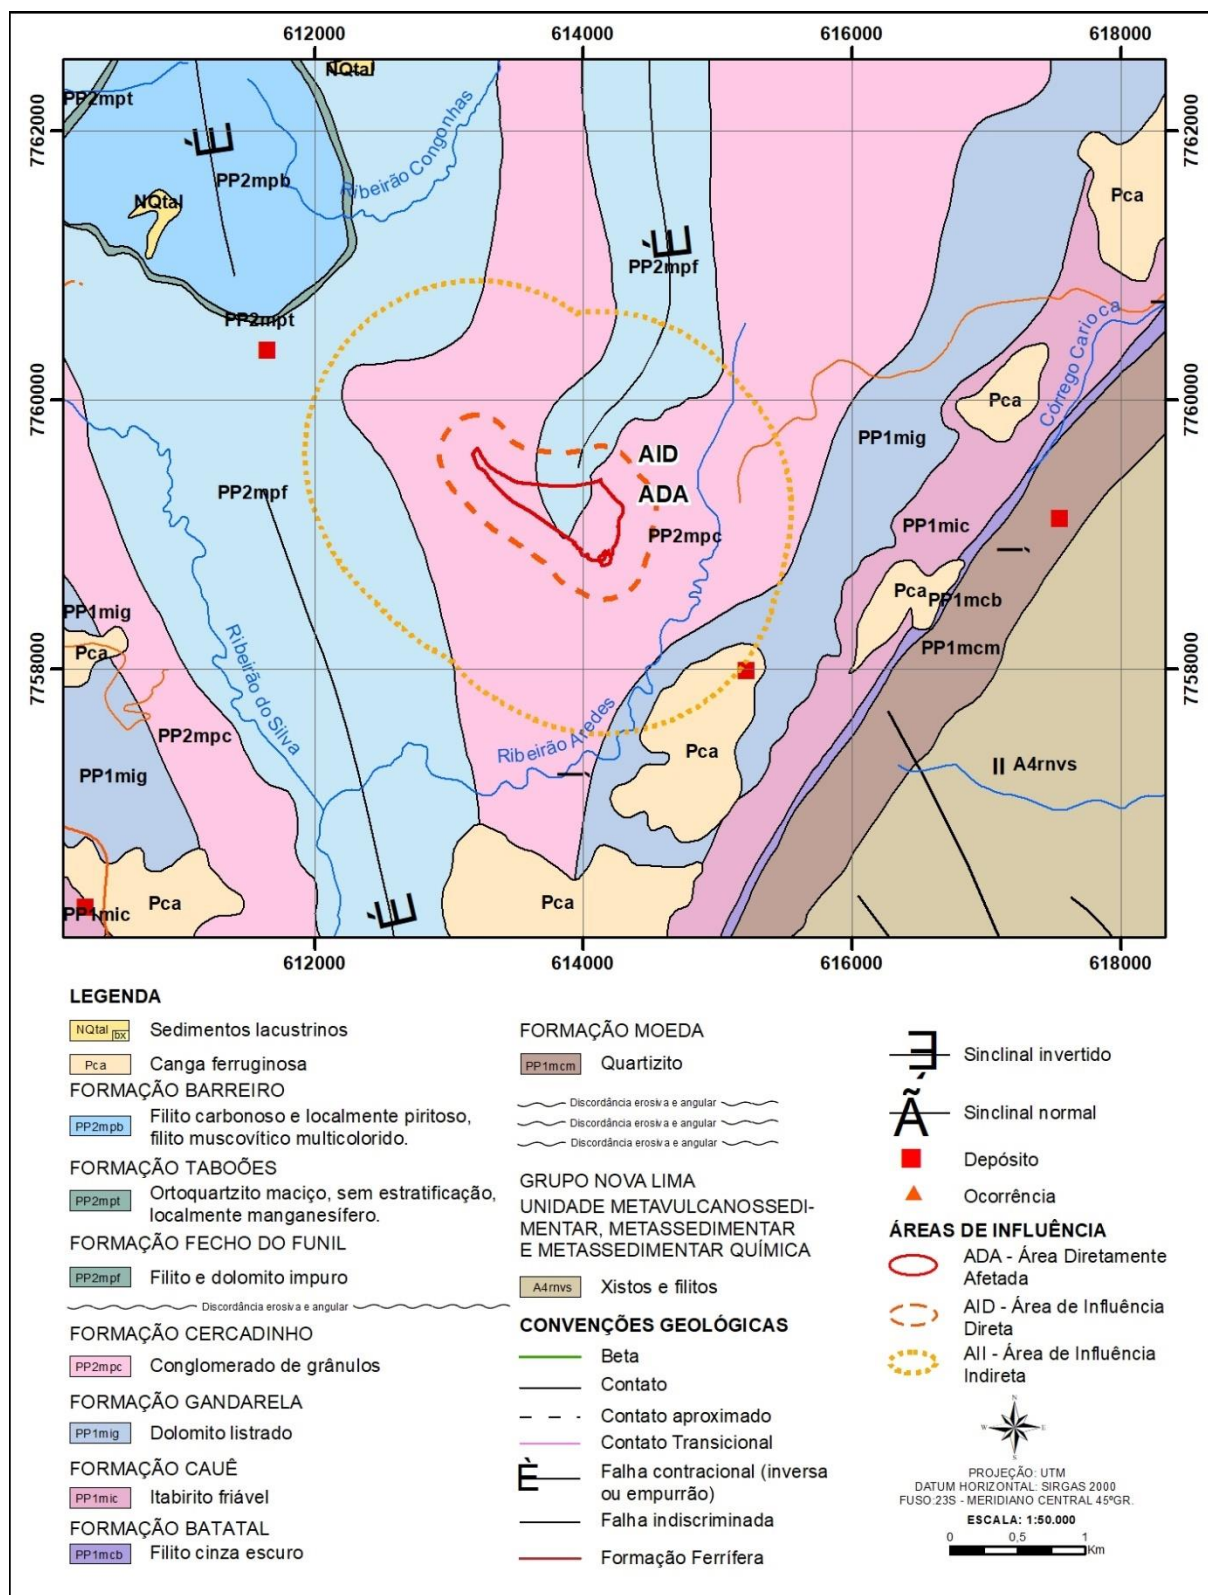 612000
614000
616000
618000
NQtal
PP2mpt
7762000
7762000
Ribeirão Congonhas
PP2mpb
Pca
NQtal
PP2mpf
PP2mpt
Córrego Carioca
7760000
7760000
Pca
PP1mig
AID
ADA
PP2mpf
PP2mpc
PP1mic
Pca
PP1mcb
PP1mig
Pca
PP1mcm
7758000
7758000
Ribeirão do Silva
Ribeirão Aredes
PP2mpc
Pca
PP1mig
A4rnvs
Pca
Pca
PP1mic
612000
614000
616000
618000
LEGENDA
NQtal bx Sedimentos lacustrinos
Pca Canga ferruginosa
FORMAÇÃO BARREIRO
PP2mpb Filito carbonoso e localmente piritoso,
filito muscovítico multicolorido.
FORMAÇÃO TABOÕES
PP2mpt Ortoquartzito maciço, sem estratificação,
localmente manganesífero.
FORMAÇÃO FECHO DO FUNIL
PP2mpf Filito e dolomito impuro
Discordância erosiva e angular
FORMAÇÃO CERCADINHO
PP2mpc Conglomerado de grânulos
FORMAÇÃO GANDARELA
PP1mig Dolomito listrado
FORMAÇÃO CAUÊ
PP1mic Itabirito friável
FORMAÇÃO BATATAL
PP1mcb Filito cinza escuro
FORMAÇÃO MOEDA
PP1mcm Quartizito
Discordância erosiva e angular
Discordância erosiva e angular
Discordância erosiva e angular
GRUPO NOVA LIMA
UNIDADE METAVULCANOSSEDI-
MENTAR, METASSEDIMENTAR
E METASSEDIMENTAR QUÍMICA
A4rnvs Xistos e filitos
CONVENÇÕES GEOLÓGICAS
Beta
Contato
Contato aproximado
Contato Transicional
È Falha contracional (inversa
ou empurrão)
Falha indiscriminada
Formação Ferrífera
Sinclinal invertido
Ã Sinclinal normal
Depósito
Ocorrência
ÁREAS DE INFLUÊNCIA
ADA - Área Diretamente
Afetada
AID - Área de Influência
Direta
AII - Área de Influência
Indireta
N
W E
S
PROJEÇÃO: UTM
DATUM HORIZONTAL: SIRGAS 2000
FUSO:23S - MERIDIANO CENTRAL 45ºGR.
ESCALA: 1:50.000
0 0,5 1
Km